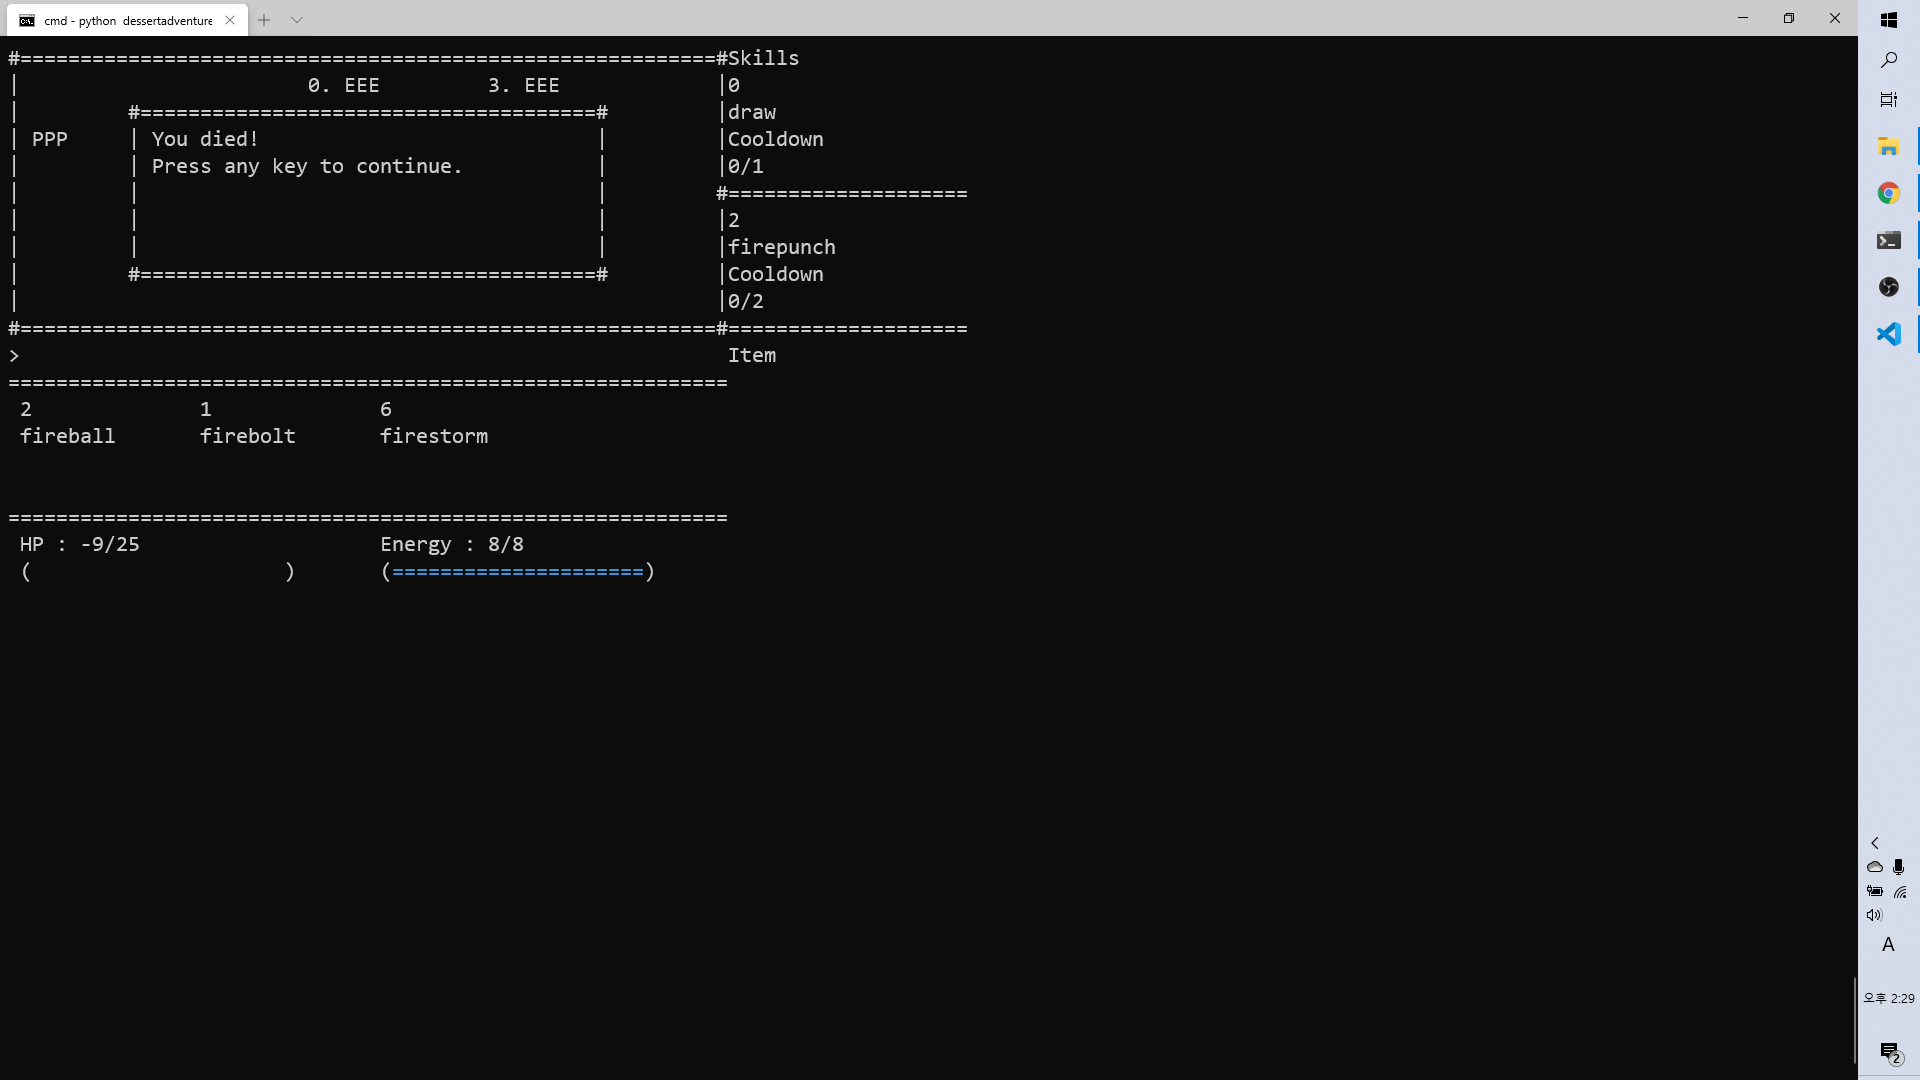 cmd - python  dessertadventure
#==========================================================#Skills
|                        0. EEE         3. EEE             |0
|         #======================================#         |draw
| PPP     | You died!                            |         |Cooldown
|         | Press any key to continue.           |         |0/1
|         |                                      |         #====================
|         |                                      |         |2
|         |                                      |         |firepunch
|         #======================================#         |Cooldown
|                                                          |0/2
#==========================================================#====================
>                                                           Item
============================================================
 2              1              6
 fireball       firebolt       firestorm
============================================================
 HP : -9/25                    Energy : 8/8
 (                     )       (=====================)
A
오후 2:29
2